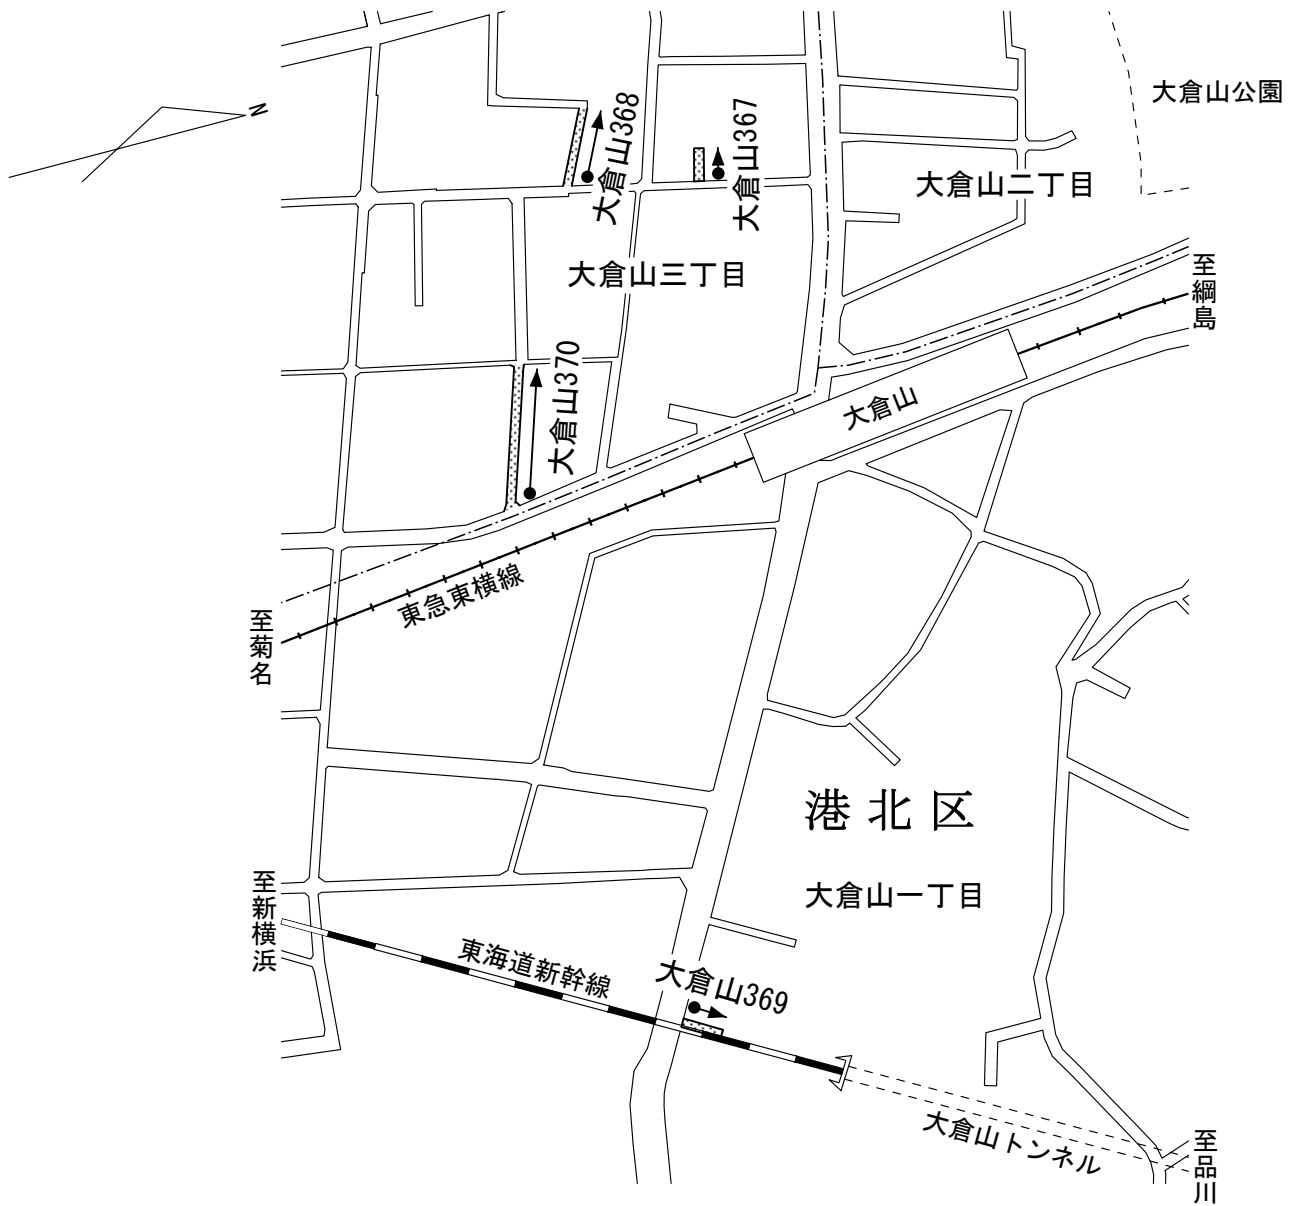 大倉山公園
N
大倉山368
大倉山367
大倉山二丁目
大倉山三丁目
至綱島
大倉山370
大倉山
東急東横線
至菊名
港北区
至新横浜
大倉山一丁目
東海道新幹線
大倉山369
大倉山トンネル
至品川